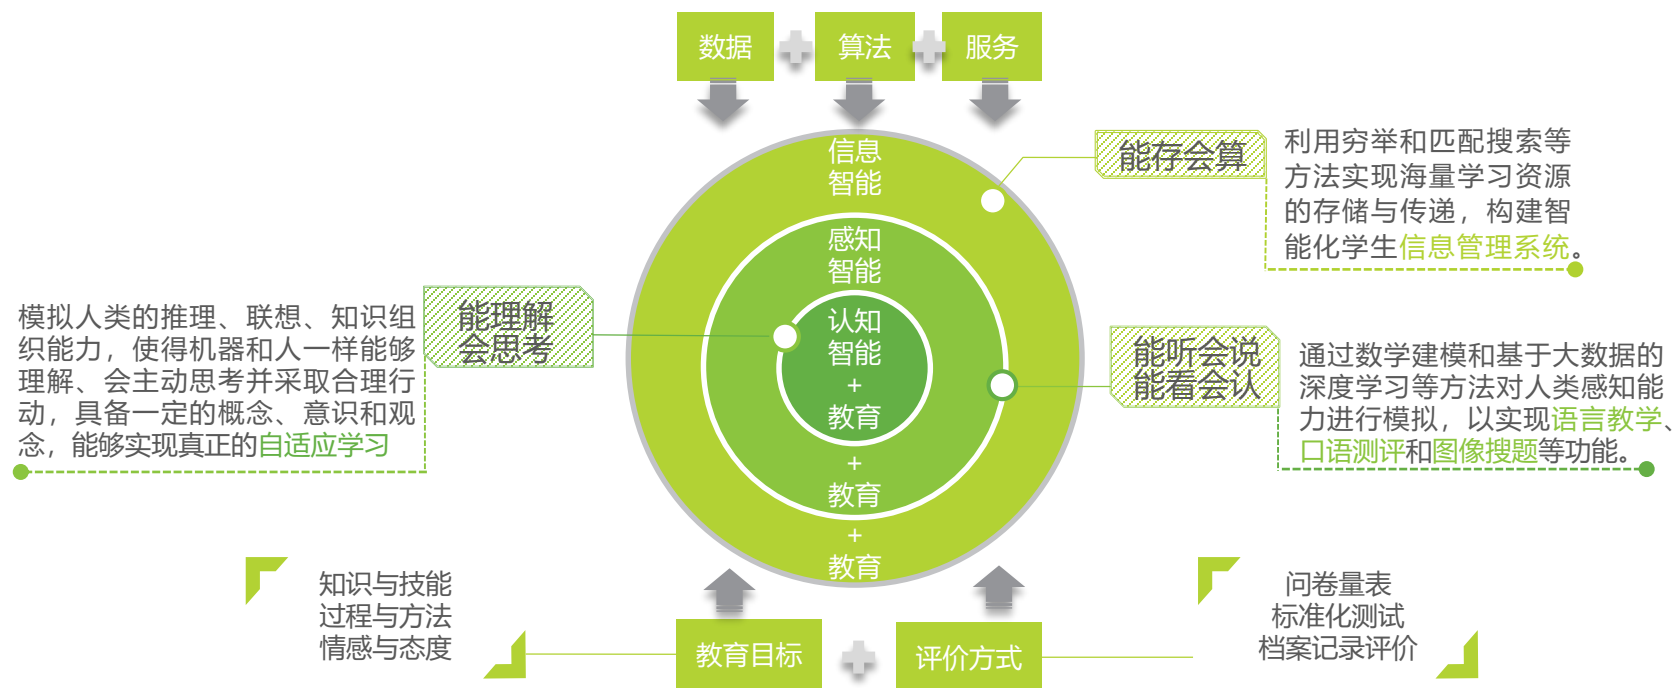 数据
算法
服务
信息
智能
感知
智能
认知
智能
+
教育
+
教育
+
教育
能存会算
利用穷举和匹配搜索等
方法实现海量学习资源
的存储与传递，构建智
能化学生信息管理系统。
能理解
会思考
模拟人类的推理、联想、知识组
织能力，使得机器和人一样能够
理解、会主动思考并采取合理行
动，具备一定的概念、意识和观
念，能够实现真正的自适应学习
能听会说
能看会认
通过数学建模和基于大数据的
深度学习等方法对人类感知能
力进行模拟，以实现语言教学、
口语测评和图像搜题等功能。
知识与技能
过程与方法
情感与态度
教育目标
评价方式
问卷量表
标准化测试
档案记录评价